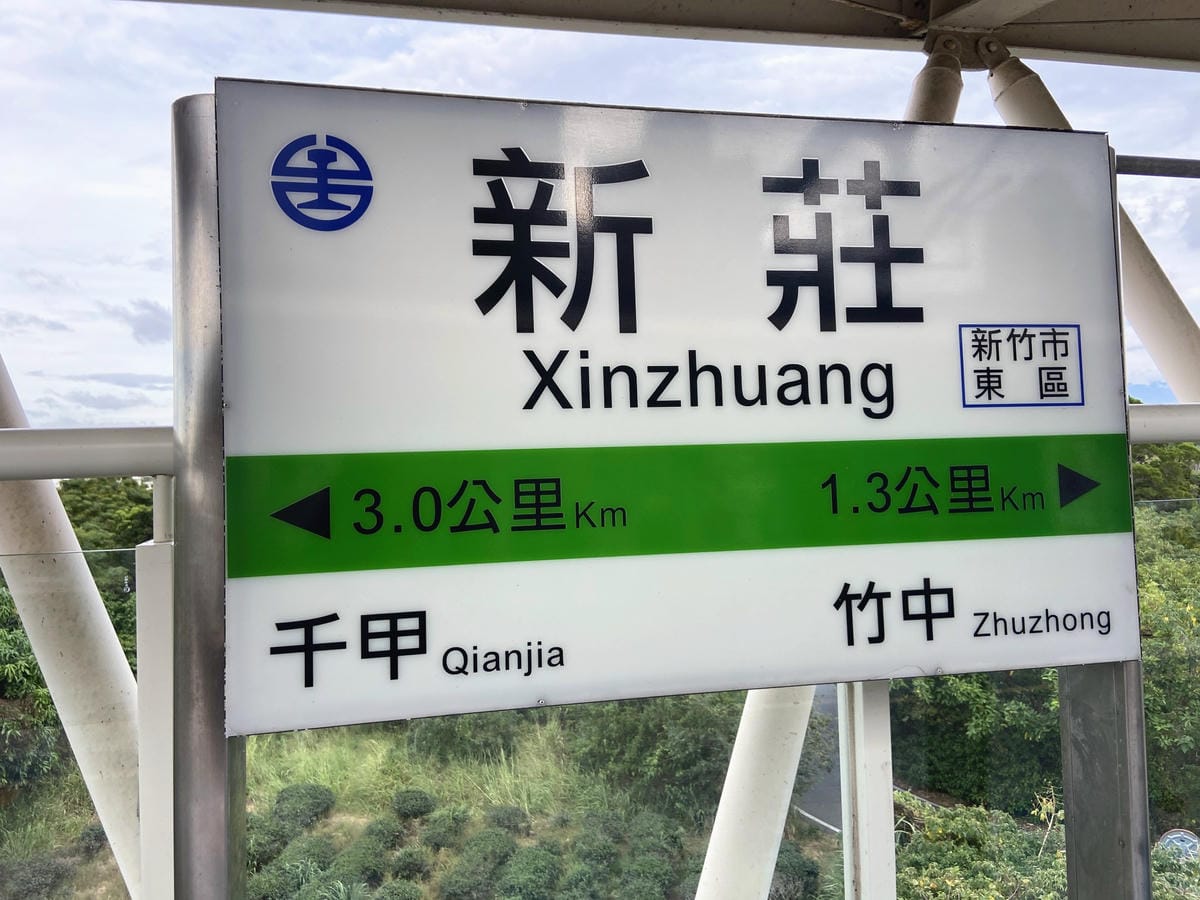 新莊
Xinzhuang
新竹市
東區
3.0公里Km
1.3公里Km
千甲 Qianjia
竹中 Zhuzhong